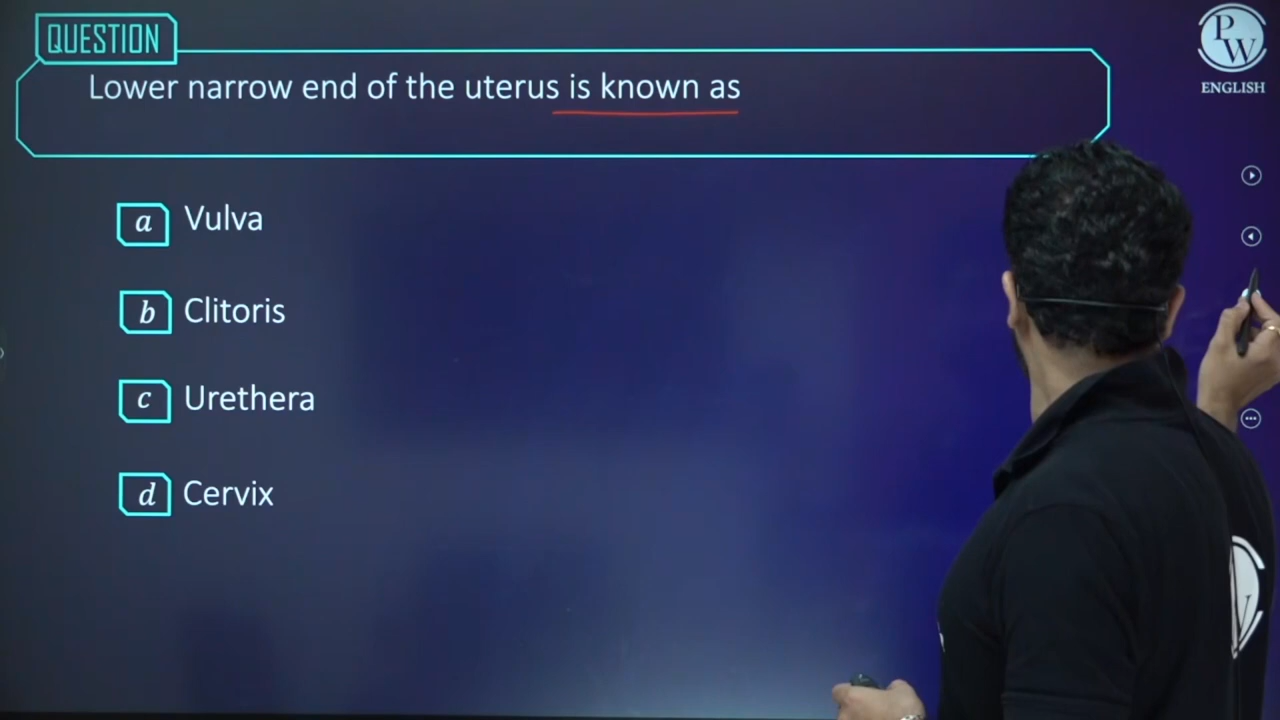 QUESTION
Lower narrow end of the uterus is known as
a Vulva
b Clitoris
c Urethera
d Cervix
PW
ENGLISH